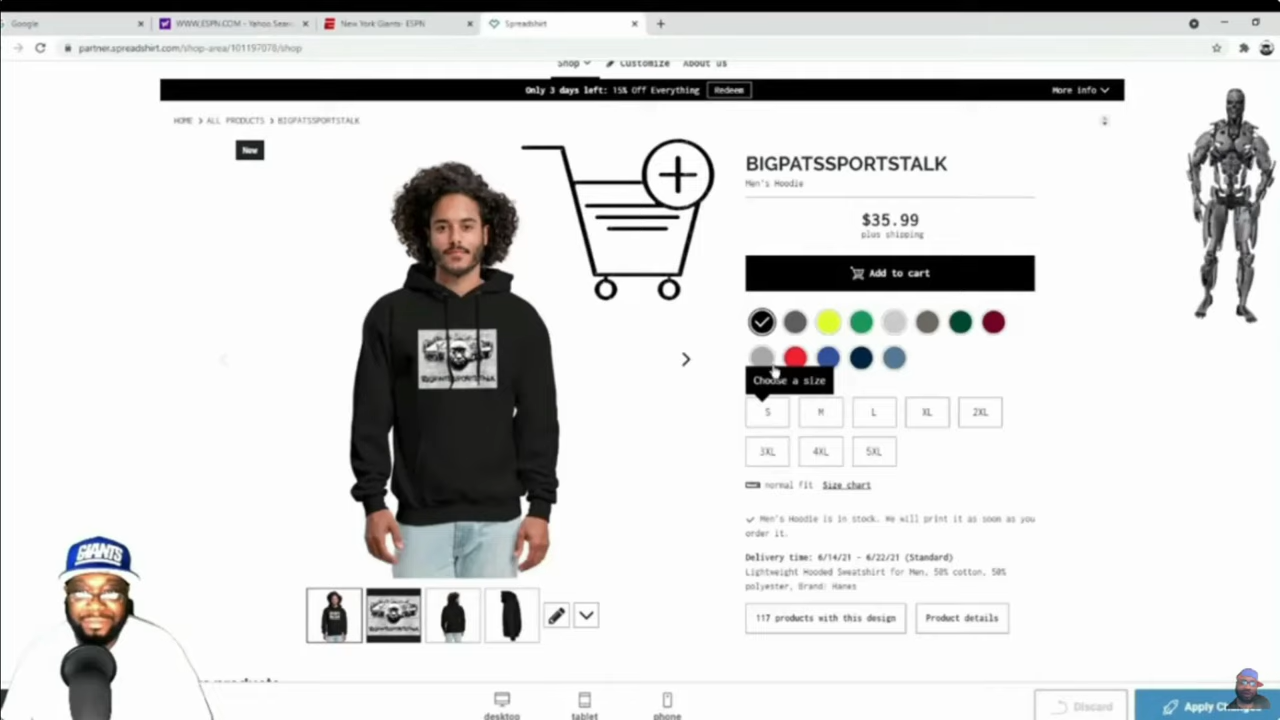 Google
WWW.ESPN.COM - Yahoo Sear
New York Giants- ESPN
Spreadshirt
partner.spreadshirt.com/shop-area/101197078/shop
Shop
Customize
About us
Only 3 days left: 15% Off Everything
Redeem
More info
HOME > ALL PRODUCTS > BIGPATSSPORTSTALK
New
BIGPATSSPORTSTALK
Men's Hoodie
$35.99
plus shipping
Add to cart
Choose a size
S
M
L
XL
2XL
3XL
4XL
5XL
normal fit
Size chart
Men's Hoodie is in stock. We will print it as soon as you
order it.
Delivery time: 6/14/21 - 6/22/21 (Standard)
Lightweight Hooded Sweatshirt for Men, 50% cotton, 50%
polyester, Brand: Hanes
117 products with this design
Product details
BIGPATSSPORTSTALK
GIANTS
desktop
tablet
phone
Discard
Apply Changes